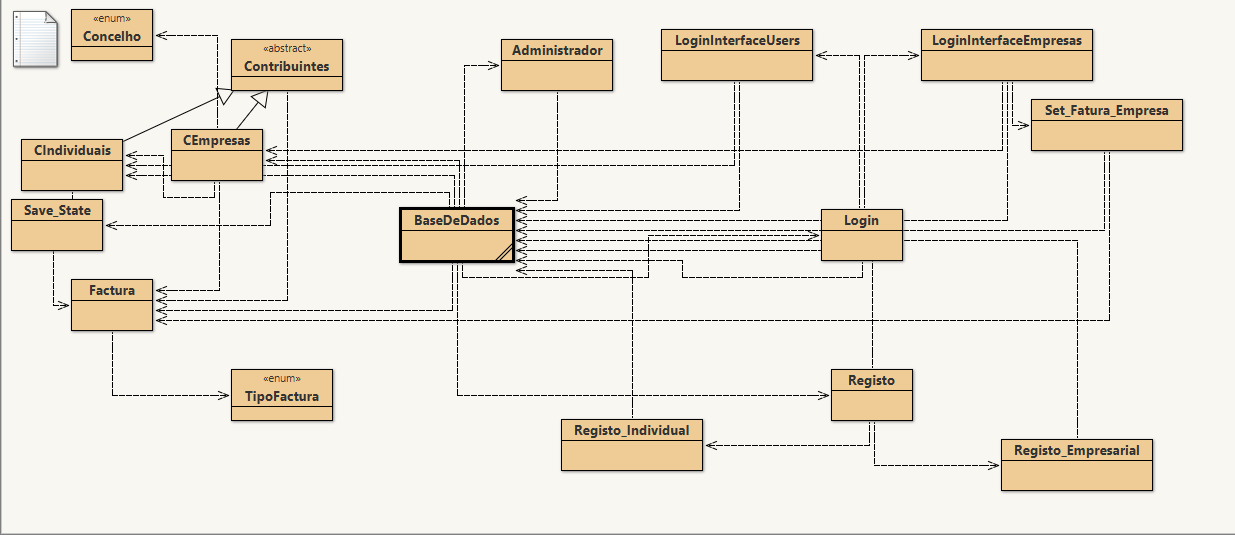 «enum»
Concelho
«abstract»
Contribuintes
Administrador
LoginInterfaceUsers
LoginInterfaceEmpresas
Set_Fatura_Empresa
CIndividuais
CEmpresas
Save_State
BaseDeDados
Login
Factura
«enum»
TipoFactura
Registo
Registo_Individual
Registo_Empresarial